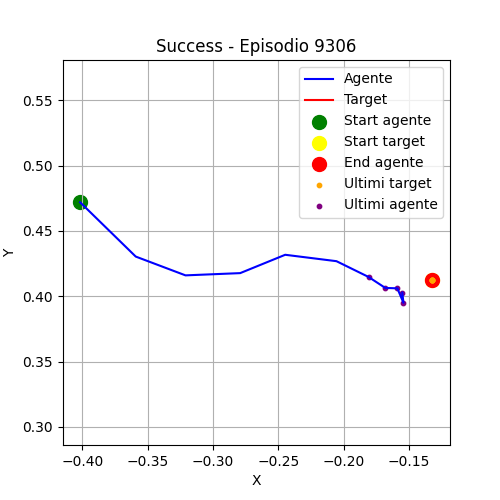 Success - Episodio 9306
Agente
Target
Start agente
Start target
End agente
Ultimi target
Ultimi agente
0.55
0.50
0.45
0.40
0.35
0.30
Y
−0.40
−0.35
−0.30
−0.25
−0.20
−0.15
X